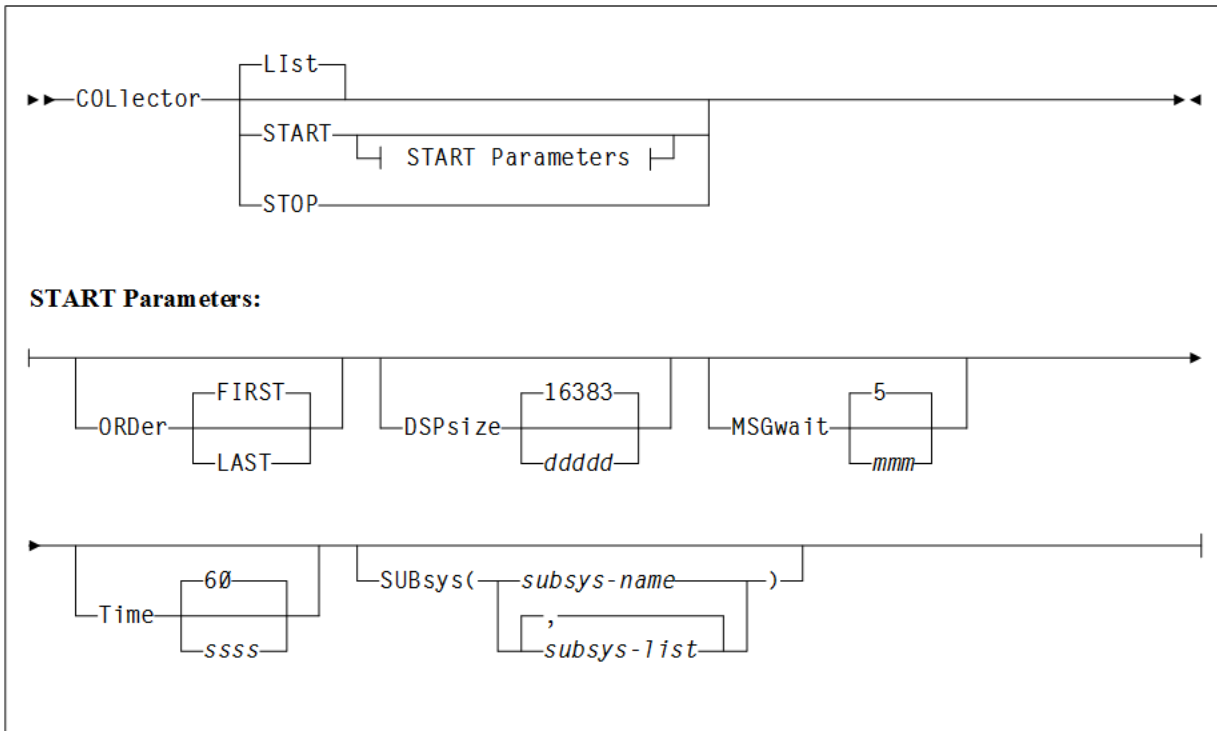 LIst
COLlector
START
START Parameters
STOP
START Parameters:
FIRST 16383 5
ORDer DSPsize MSGwait
LAST ddddd mmm
60 SUBsys( subsys-name )
Time ,
ssss subsys-list